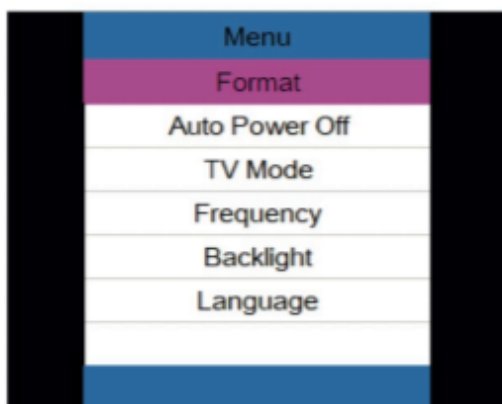 Menu
Format
Auto Power Off
TV Mode
Frequency
Backlight
Language